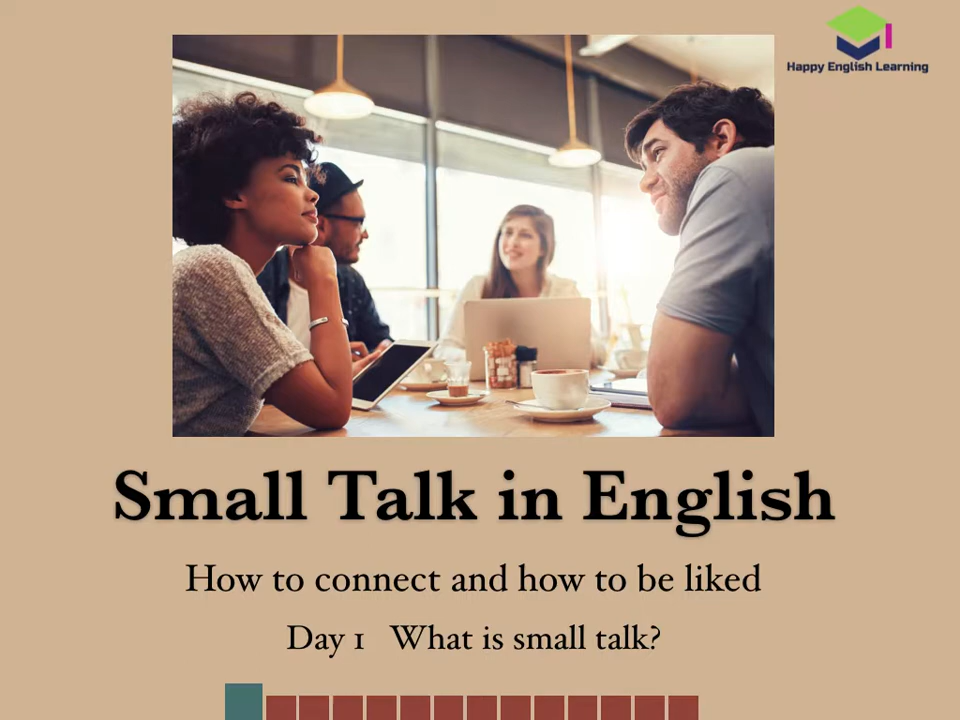 Happy English Learning
Small Talk in English
How to connect and how to be liked
Day 1 What is small talk?